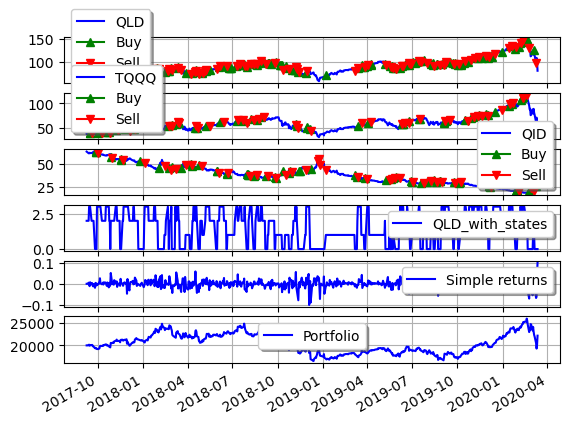 QLD
Buy
Sell
150
100
TQQQ
Buy
Sell
100
50
QID
Buy
Sell
50
25
QLD_with_states
2.5
0.0
Simple returns
0.1
0.0
−0.1
Portfolio
25000
20000
2017-10 2018-01 2018-04 2018-07 2018-10 2019-01 2019-04 2019-07 2019-10 2020-01 2020-04